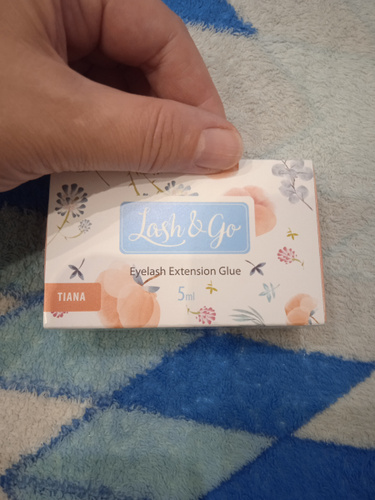 Lash & Go
Eyelash Extension Glue
5ml
TIANA